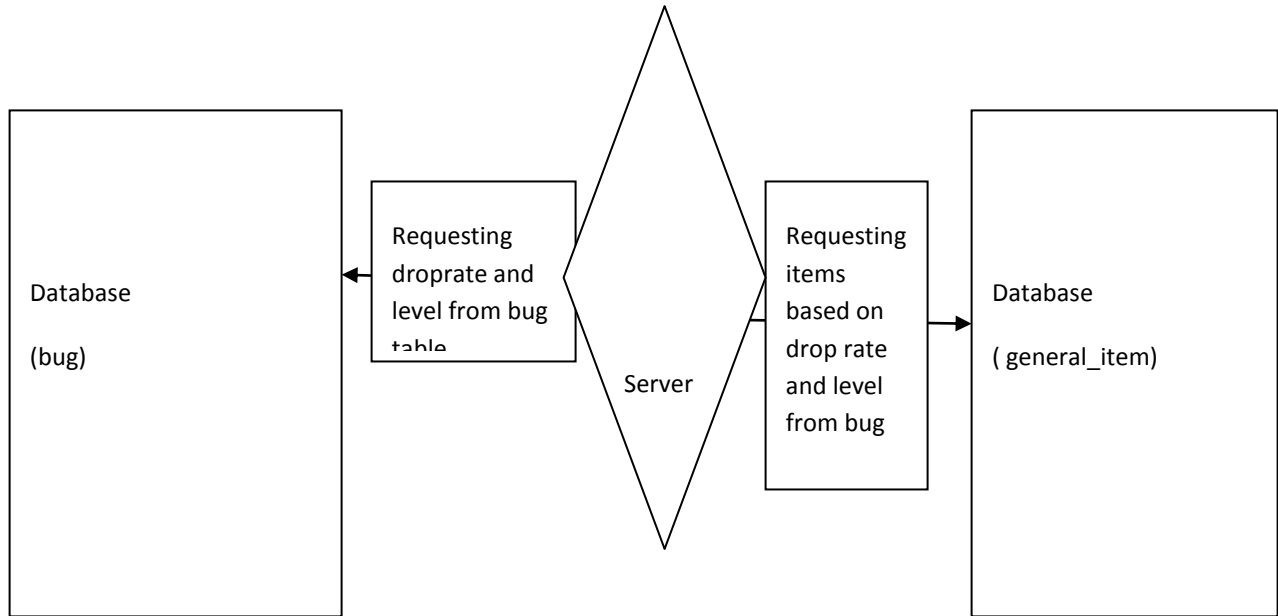 Database
(bug)
Requesting
droprate and
level from bug
table
Server
Requesting
items
based on
drop rate
and level
from bug
Database
( general_item)